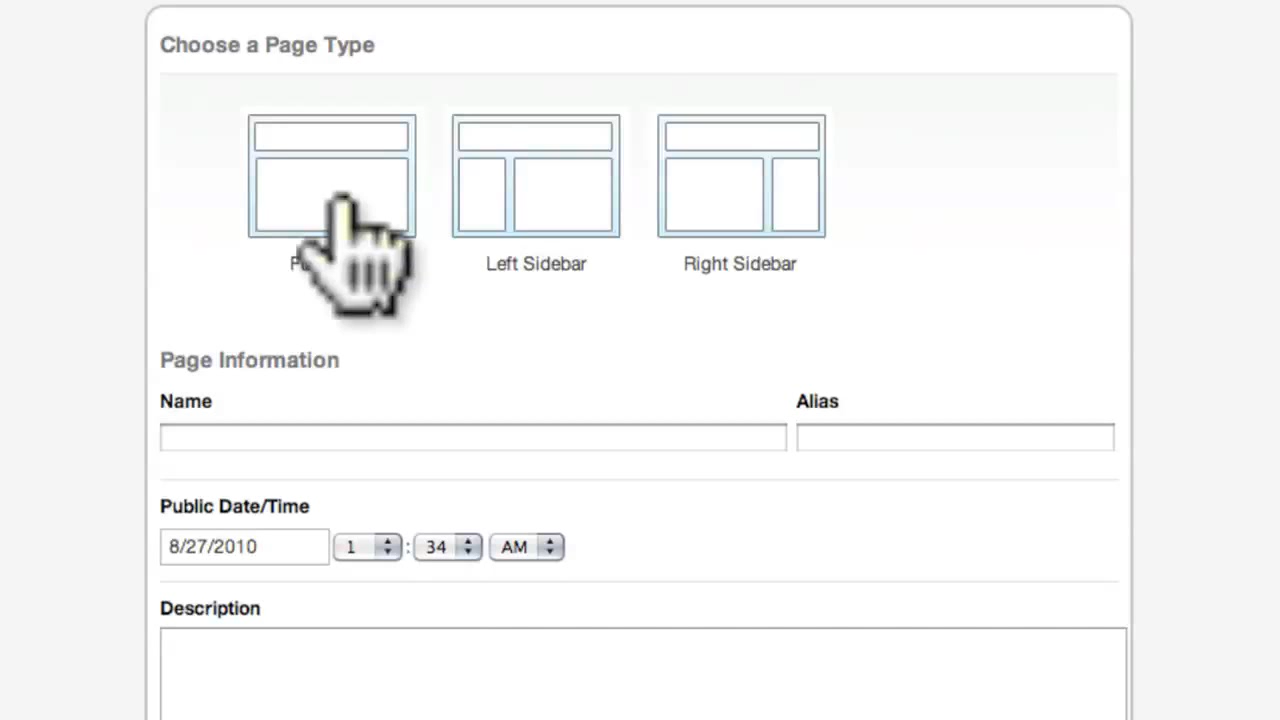 Choose a Page Type
Left Sidebar
Right Sidebar
Page Information
Name
Alias
Public Date/Time
8/27/2010
1 : 34 AM
Description